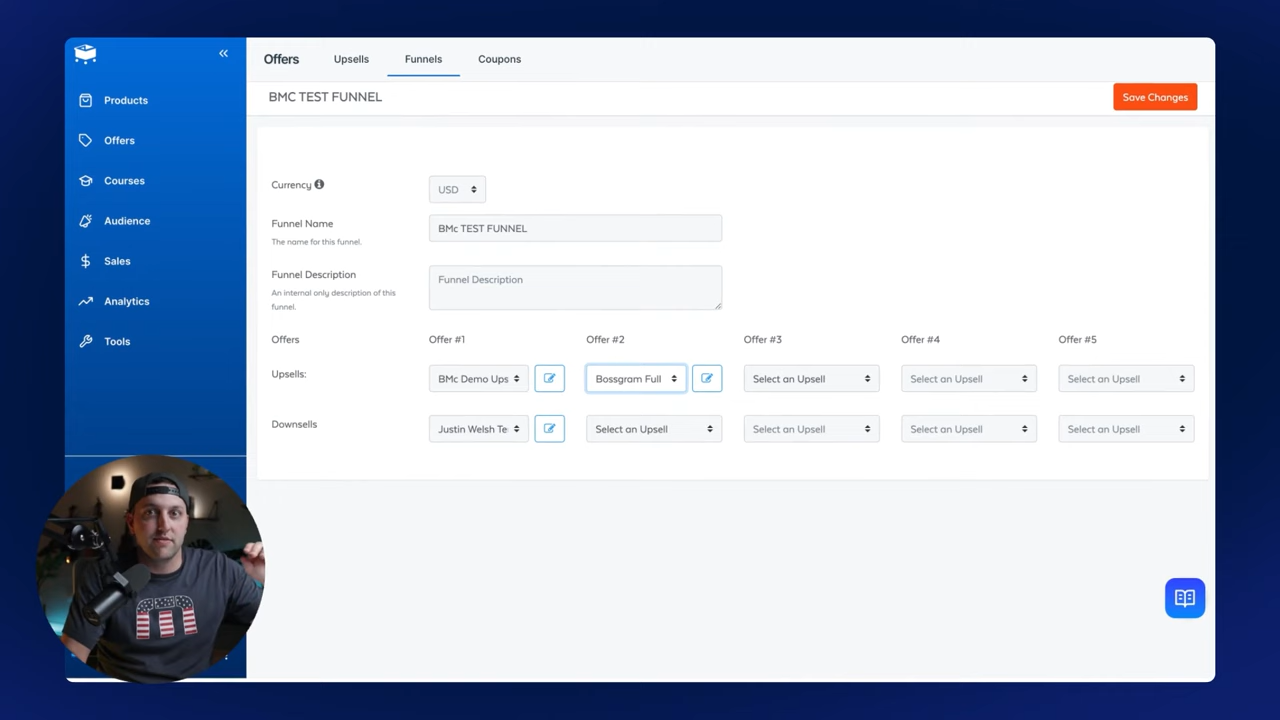 Offers
Upsells
Funnels
Coupons
BMC TEST FUNNEL
Save Changes
Products
Offers
Courses
Audience
Sales
Analytics
Tools
Currency
USD
Funnel Name
The name for this funnel.
BMc TEST FUNNEL
Funnel Description
An internal only description of this
funnel.
Funnel Description
Offers
Offer #1
Offer #2
Offer #3
Offer #4
Offer #5
Upsells:
BMc Demo Ups
Bossgram Full
Select an Upsell
Select an Upsell
Select an Upsell
Downsells
Justin Welsh Te
Select an Upsell
Select an Upsell
Select an Upsell
Select an Upsell